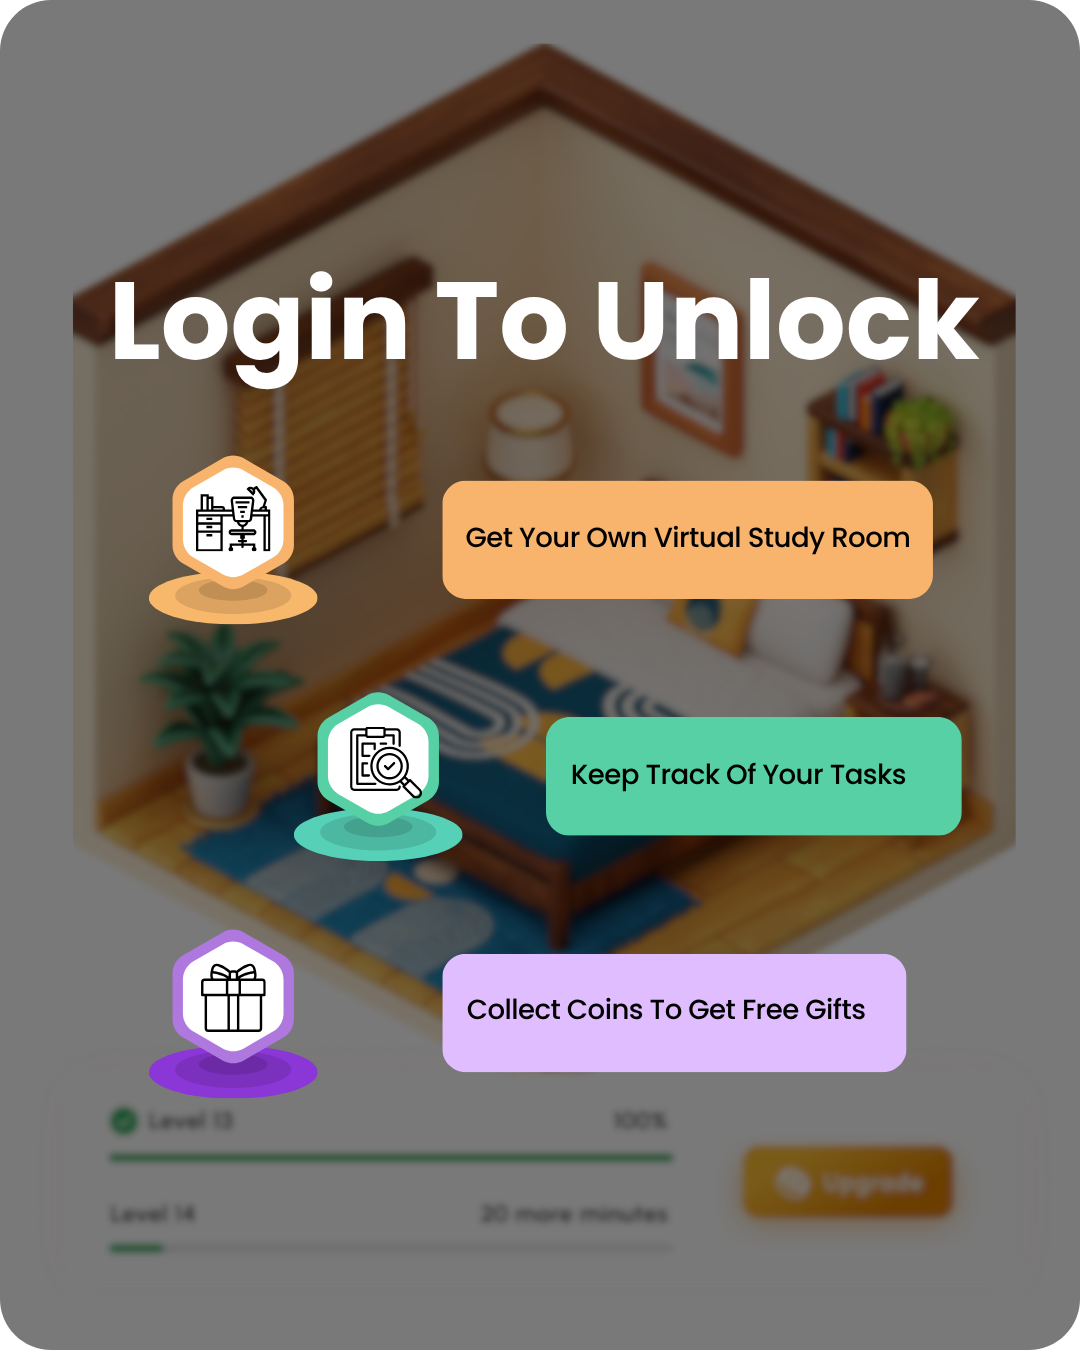 Login To Unlock
Get Your Own Virtual Study Room
Keep Track Of Your Tasks
Collect Coins To Get Free Gifts
Level 13 100%
Upgrade
Level 14 20 more minutes